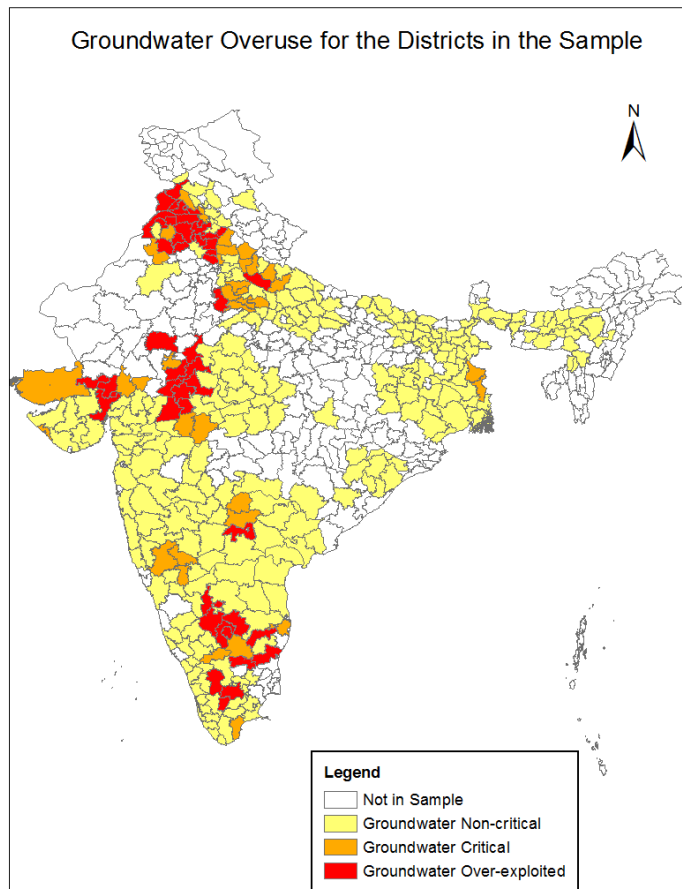 Groundwater Overuse for the Districts in the Sample
N
Legend
Not in Sample
Groundwater Non-critical
Groundwater Critical
Groundwater Over-exploited